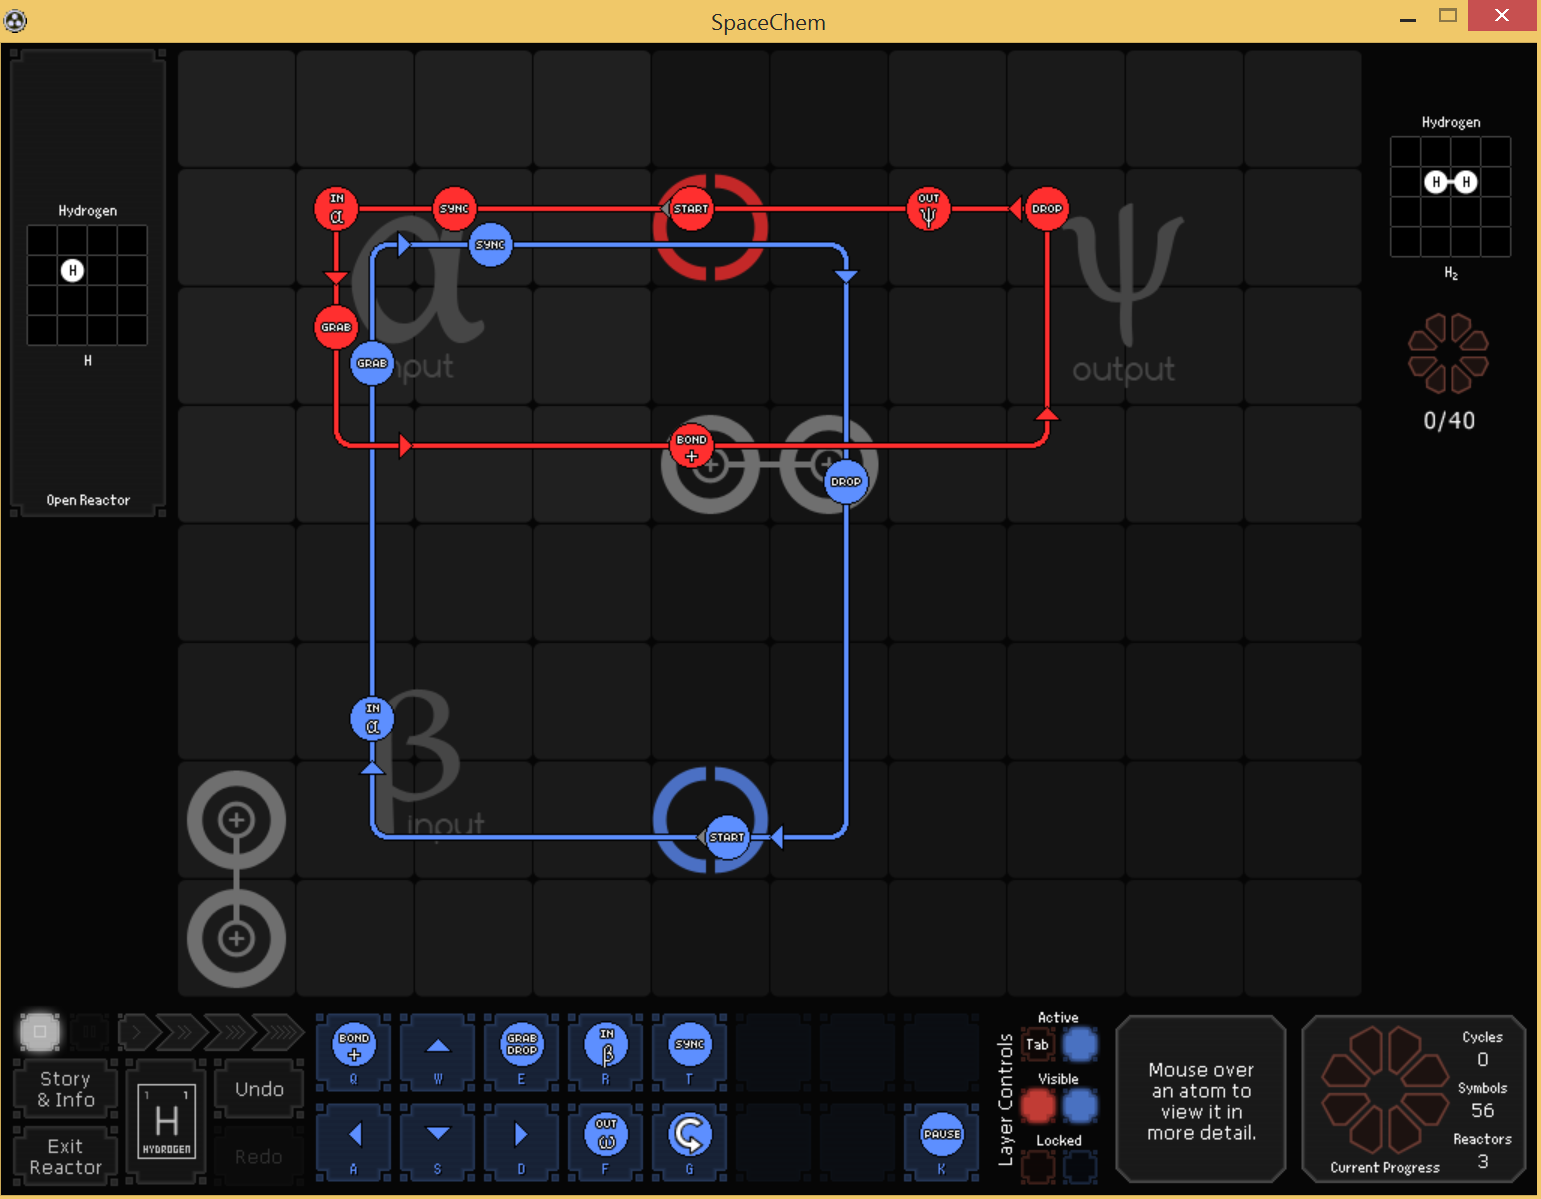 SpaceChem
Hydrogen
H
H
Open Reactor
IN
α
SYNC
START
OUT
ψ
DROP
SYNC
GRAB
GRAB
α
input
ψ
output
BOND
+
+
+
DROP
IN
α
β
input
START
+
+
Hydrogen
H H
H₂
0/40
Story
& Info
Exit
Reactor
1 1
H
HYDROGEN
Undo
Redo
BOND
+
Q
W
GRAB
DROP
E
IN
β
R
SYNC
T
A
S
D
OUT
ω
F
G
PAUSE
K
Layer Controls
Active
Tab
Visible
Locked
Mouse over
an atom to
view it in
more detail.
Cycles
0
Symbols
56
Reactors
3
Current Progress